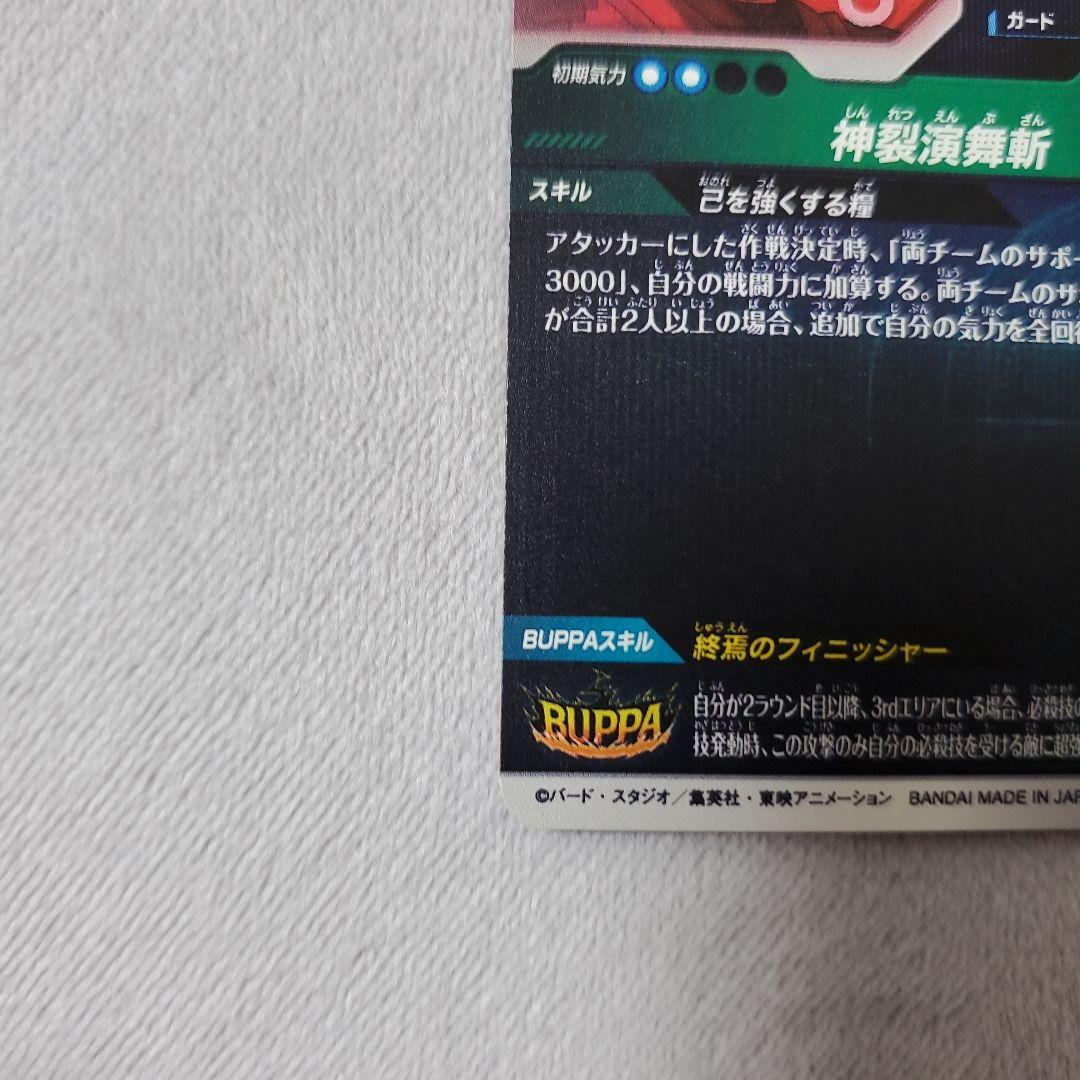 ガード
初期気力
神裂演舞斬
スキル 己を強くする糧
アタッカーにした作戦決定時、「両チームのサポー
3000」、自分の戦闘力に加算する。両チームのサ
が合計2人以上の場合、追加で自分の気力を全回復
BUPPAスキル 終焉のフィニッシャー
BUPPA
自分が2ラウンド目以降、3rdエリアにいる場合、必殺技の
技発動時、この攻撃のみ自分の必殺技を受ける敵に超強
©バード・スタジオ／集英社・東映アニメーション BANDAI MADE IN JAP